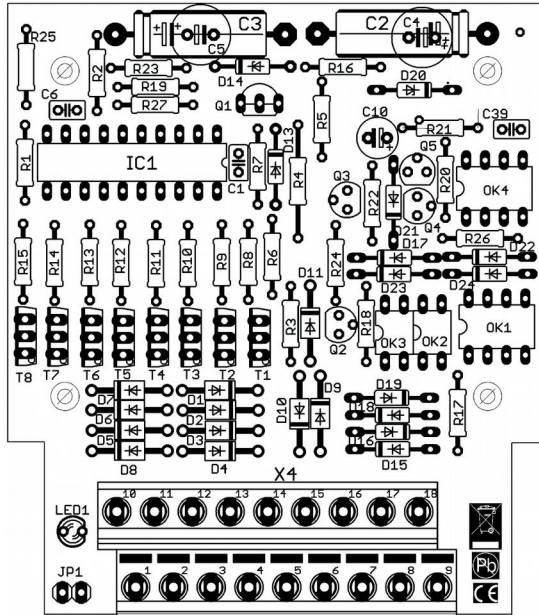 R25
C3
C2
C4
C5
R2
R23
D14
R16
D20
R19
Q1
C6
R27
R5
C10
C39
R21
D13
Q5
R1
IC1
C1
R7
R4
Q3
R22
R20
OK4
D21
Q4
D17
R26
D22
R15
R14
R13
R12
R11
R10
R9
R8
R6
D11
R24
D23
D24
R3
Q2
R18
OK3
OK2
OK1
T8
T7
T6
T5
T4
T3
T2
T1
D7
D1
D10
D9
D19
D18
R17
D6
D2
D16
D5
D3
D15
D8
D4
X4
10 11 12 13 14 15 16 17 18
LED1
Pb
JP1
1 2 3 4 5 6 7 8 9
CE